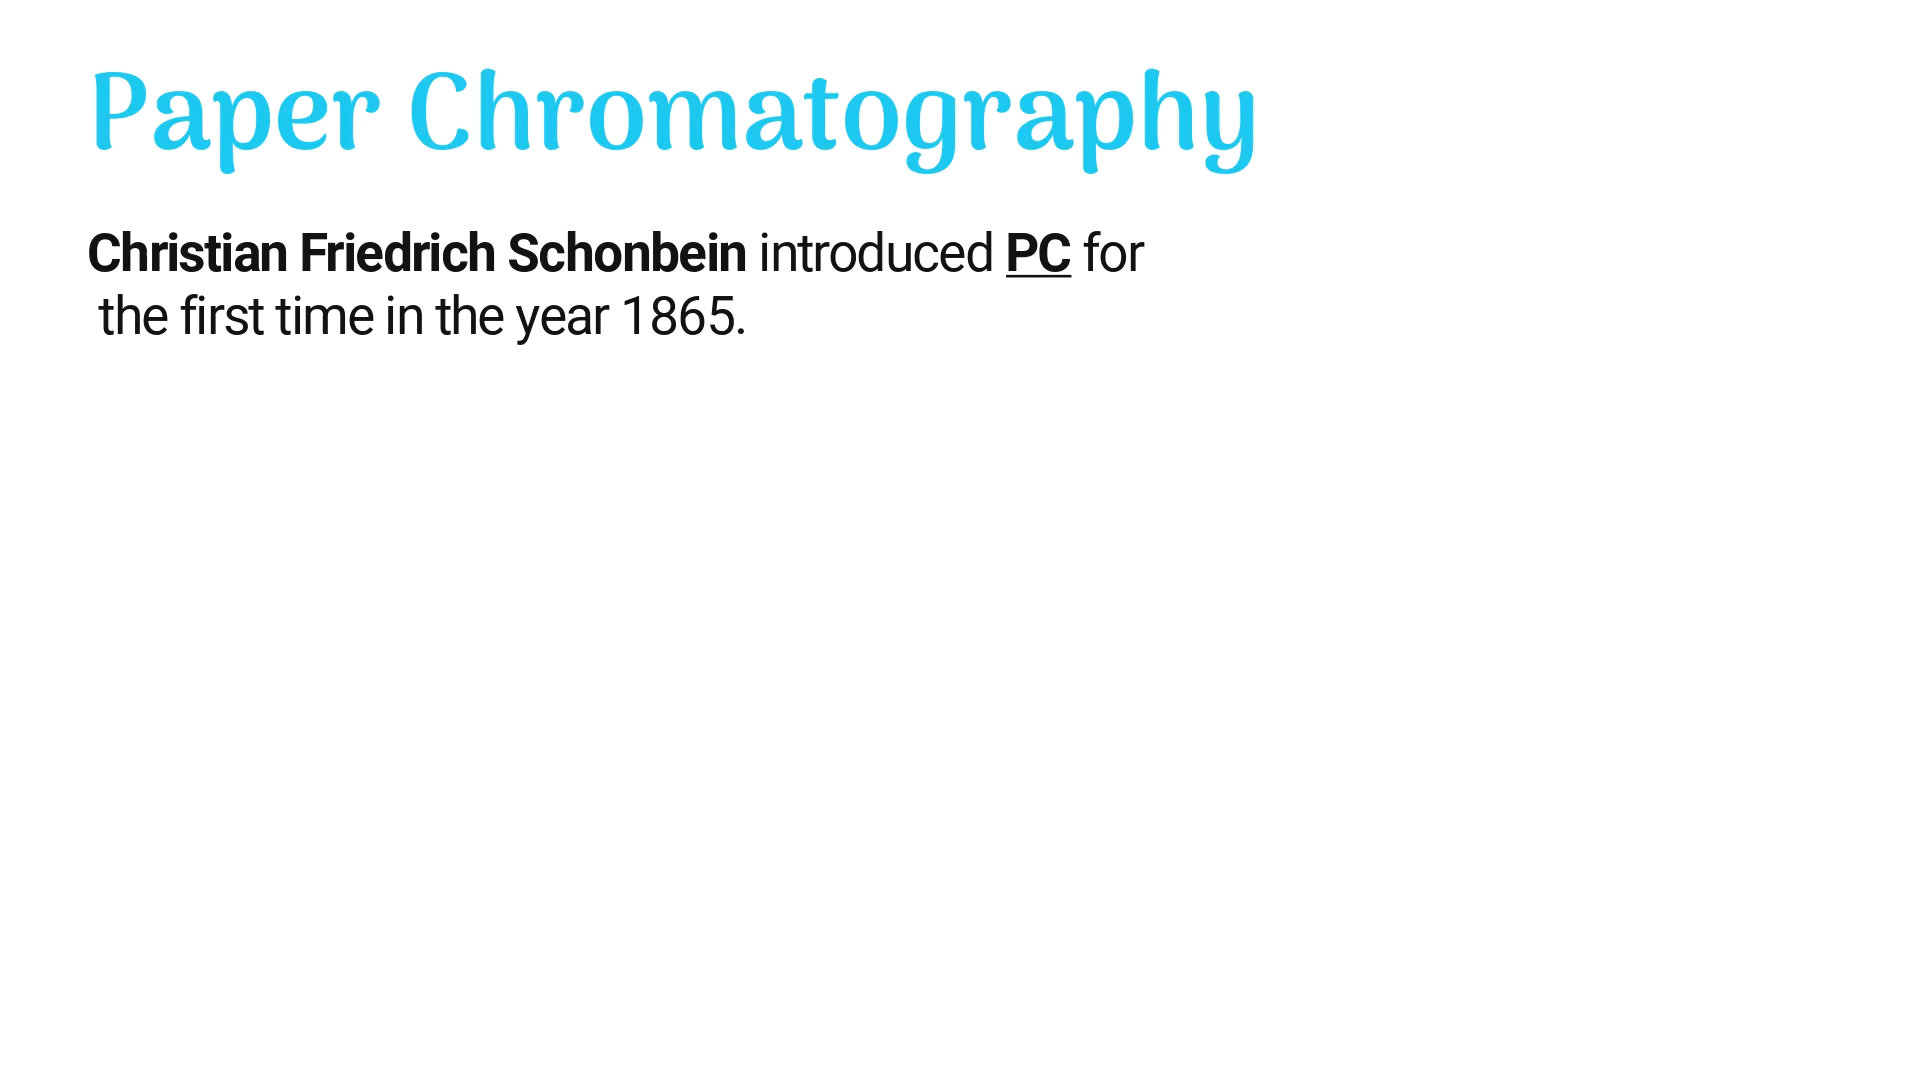 Paper Chromatography
Christian Friedrich Schonbein introduced PC for
the first time in the year 1865.